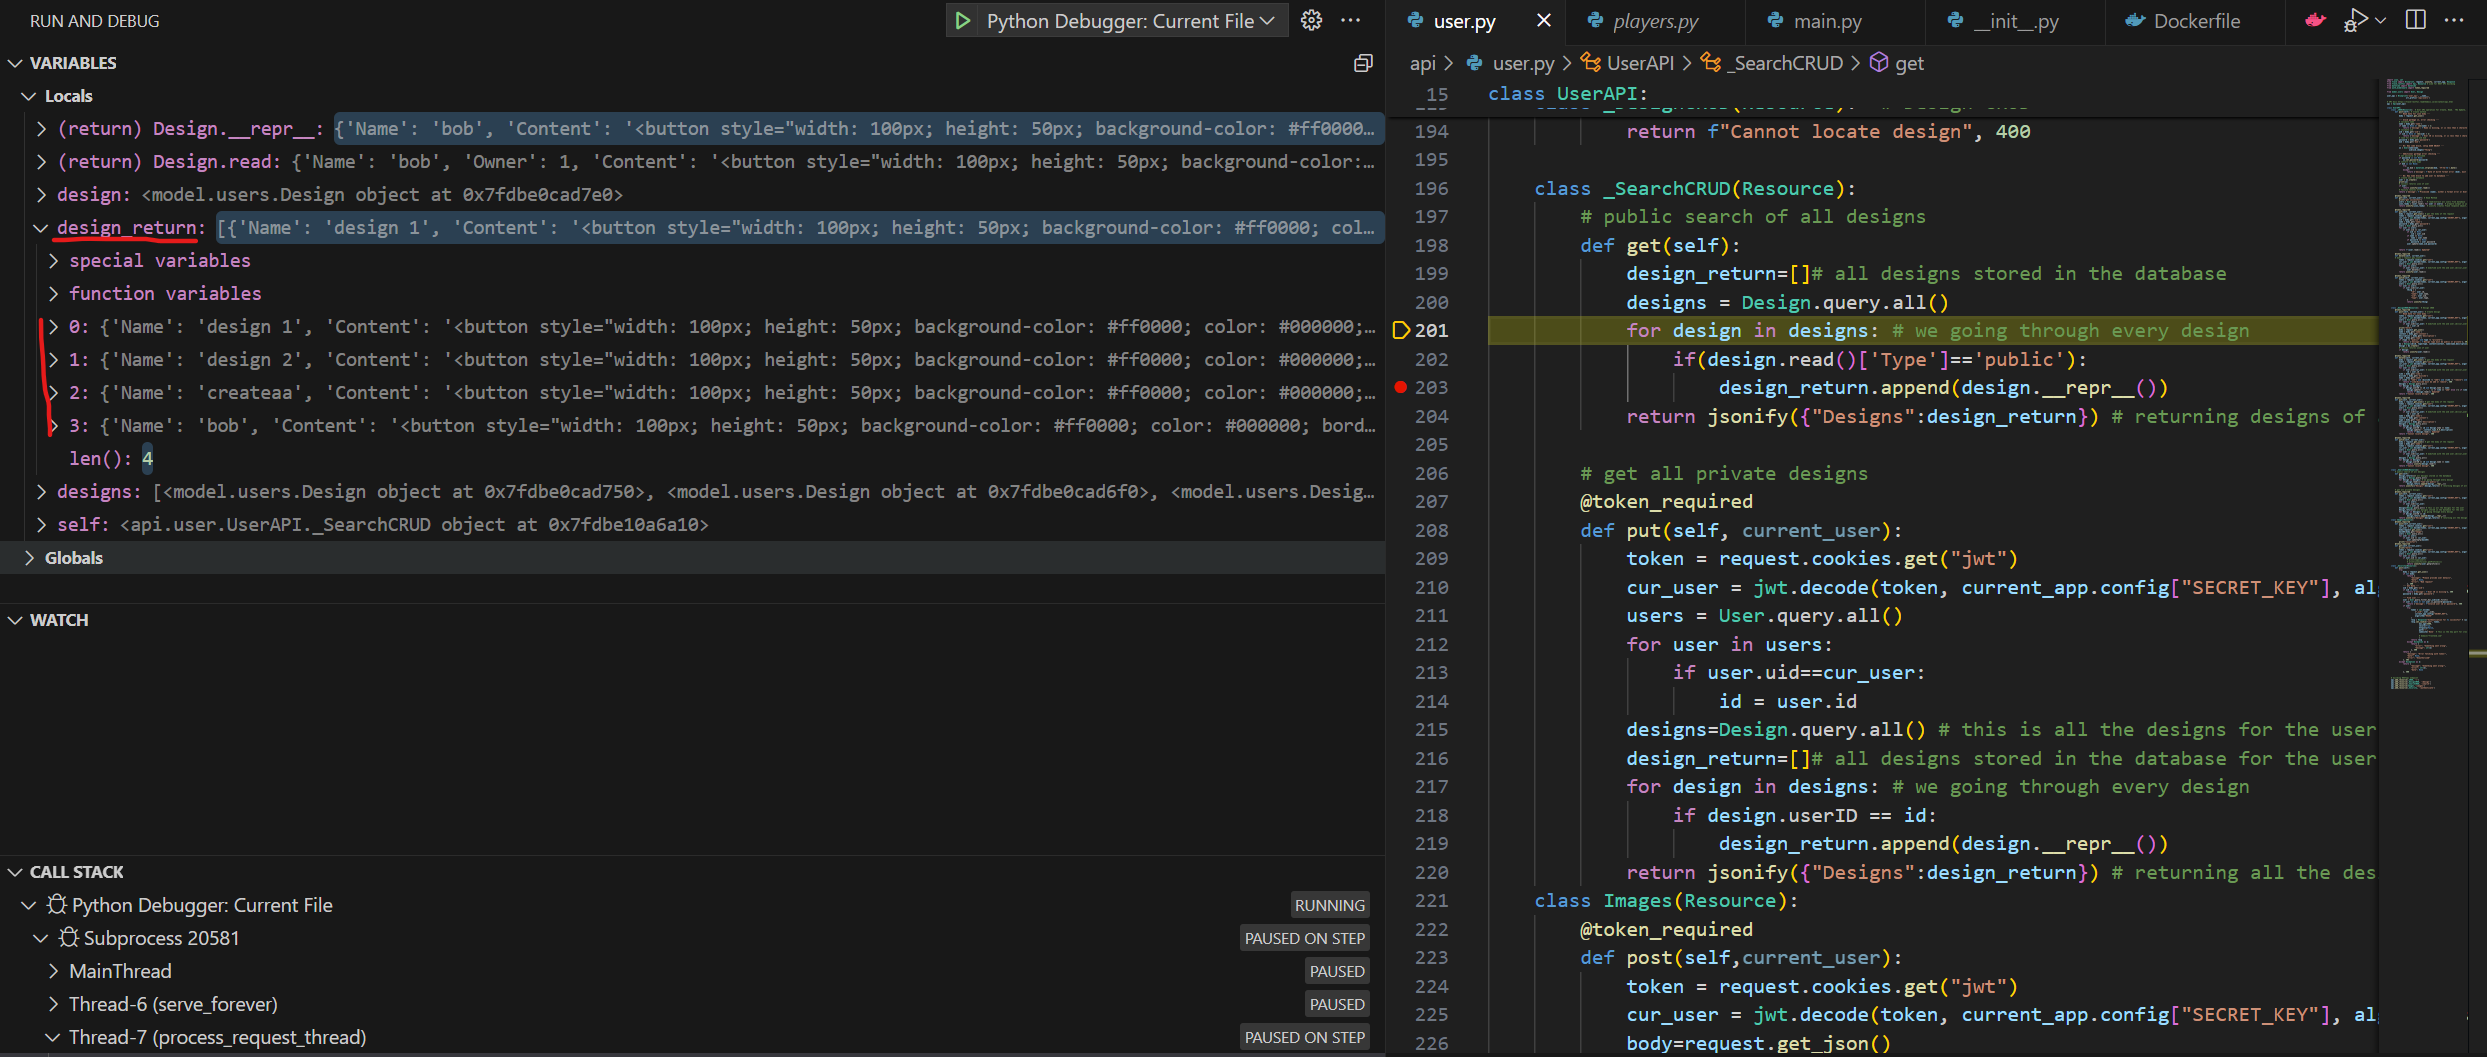 RUN AND DEBUG
Python Debugger: Current File
VARIABLES
Locals
(return) Design.__repr__: {'Name': 'bob', 'Content': '<button style="width: 100px; height: 50px; background-color: #ff0000…
(return) Design.read: {'Name': 'bob', 'Owner': 1, 'Content': '<button style="width: 100px; height: 50px; background-color:…
design: <model.users.Design object at 0x7fdbe0cad7e0>
design_return: [{'Name': 'design 1', 'Content': '<button style="width: 100px; height: 50px; background-color: #ff0000; col…
special variables
function variables
0: {'Name': 'design 1', 'Content': '<button style="width: 100px; height: 50px; background-color: #ff0000; color: #000000;…
1: {'Name': 'design 2', 'Content': '<button style="width: 100px; height: 50px; background-color: #ff0000; color: #000000;…
2: {'Name': 'createaa', 'Content': '<button style="width: 100px; height: 50px; background-color: #ff0000; color: #000000;…
3: {'Name': 'bob', 'Content': '<button style="width: 100px; height: 50px; background-color: #ff0000; color: #000000; bord…
len(): 4
designs: [<model.users.Design object at 0x7fdbe0cad750>, <model.users.Design object at 0x7fdbe0cad6f0>, <model.users.Desig…
self: <api.user.UserAPI._SearchCRUD object at 0x7fdbe10a6a10>
Globals
WATCH
CALL STACK
Python Debugger: Current File RUNNING
Subprocess 20581 PAUSED ON STEP
MainThread PAUSED
Thread-6 (serve_forever) PAUSED
Thread-7 (process_request_thread) PAUSED ON STEP
user.py players.py main.py __init__.py Dockerfile
api > user.py > UserAPI > _SearchCRUD > get
15 class UserAPI:
194 return f"Cannot locate design", 400
195
196 class _SearchCRUD(Resource):
197 # public search of all designs
198 def get(self):
199 design_return=[]# all designs stored in the database
200 designs = Design.query.all()
201 for design in designs: # we going through every design
202 if(design.read()['Type']=='public'):
203 design_return.append(design.__repr__())
204 return jsonify({"Designs":design_return}) # returning designs of
205
206 # get all private designs
207 @token_required
208 def put(self, current_user):
209 token = request.cookies.get("jwt")
210 cur_user = jwt.decode(token, current_app.config["SECRET_KEY"], al
211 users = User.query.all()
212 for user in users:
213 if user.uid==cur_user:
214 id = user.id
215 designs=Design.query.all() # this is all the designs for the user
216 design_return=[]# all designs stored in the database for the user
217 for design in designs: # we going through every design
218 if design.userID == id:
219 design_return.append(design.__repr__())
220 return jsonify({"Designs":design_return}) # returning all the des
221 class Images(Resource):
222 @token_required
223 def post(self,current_user):
224 token = request.cookies.get("jwt")
225 cur_user = jwt.decode(token, current_app.config["SECRET_KEY"], al
226 body=request.get_json()